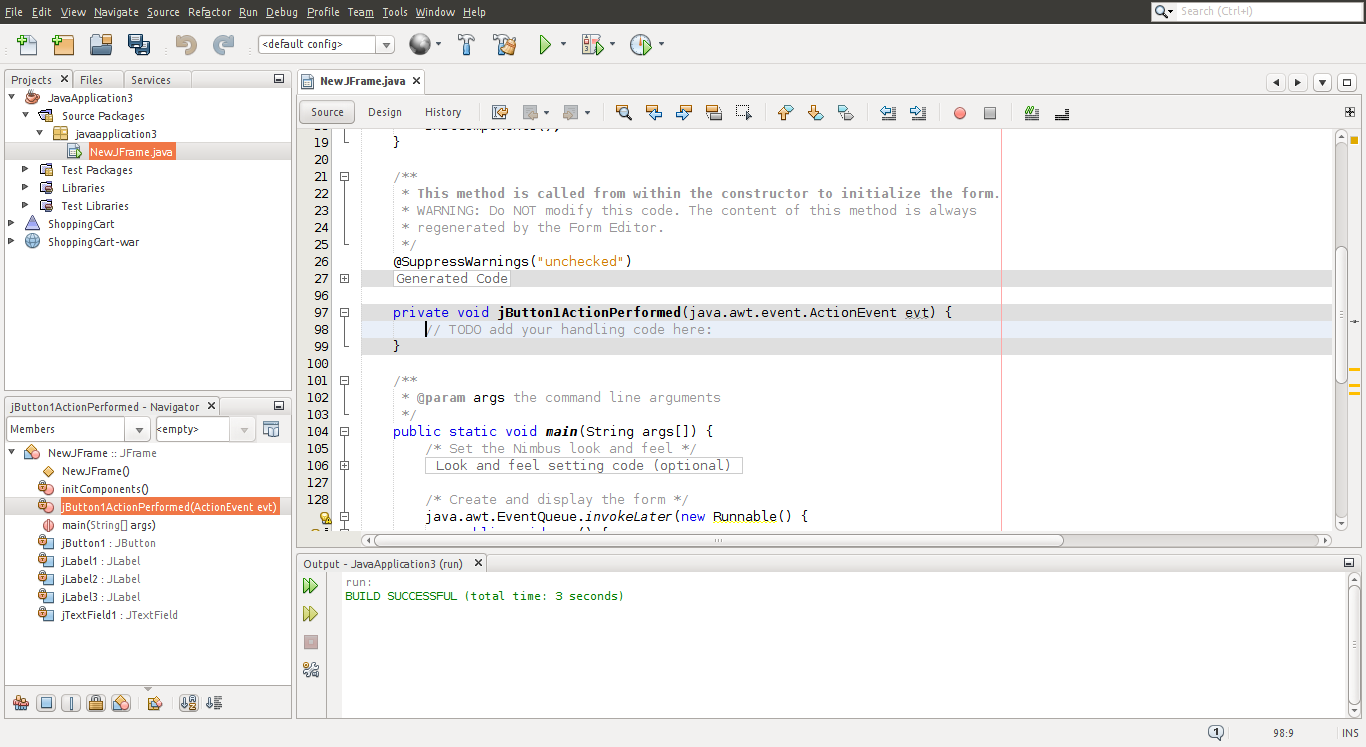 File Edit View Navigate Source Refactor Run Debug Profile Team Tools Window Help
Search (Ctrl+I)
<default config>
Projects Files Services
JavaApplication3
Source Packages
javaapplication3
NewJFrame.java
Test Packages
Libraries
Test Libraries
ShoppingCart
ShoppingCart-war
jButton1ActionPerformed - Navigator
Members <empty>
NewJFrame :: JFrame
NewJFrame()
initComponents()
jButton1ActionPerformed(ActionEvent evt)
main(String[] args)
jButton1 : JButton
jLabel1 : JLabel
jLabel2 : JLabel
jLabel3 : JLabel
jTextField1 : JTextField
NewJFrame.java
Source Design History
19 }
20
21 /**
22 * This method is called from within the constructor to initialize the form.
23 * WARNING: Do NOT modify this code. The content of this method is always
24 * regenerated by the Form Editor.
25 */
26 @SuppressWarnings("unchecked")
27 Generated Code
96
97 private void jButton1ActionPerformed(java.awt.event.ActionEvent evt) {
98 // TODO add your handling code here:
99 }
100
101 /**
102 * @param args the command line arguments
103 */
104 public static void main(String args[]) {
105 /* Set the Nimbus look and feel */
106 Look and feel setting code (optional)
127
128 /* Create and display the form */
java.awt.EventQueue.invokeLater(new Runnable() {
Output - JavaApplication3 (run)
run:
BUILD SUCCESSFUL (total time: 3 seconds)
1 98:9 INS